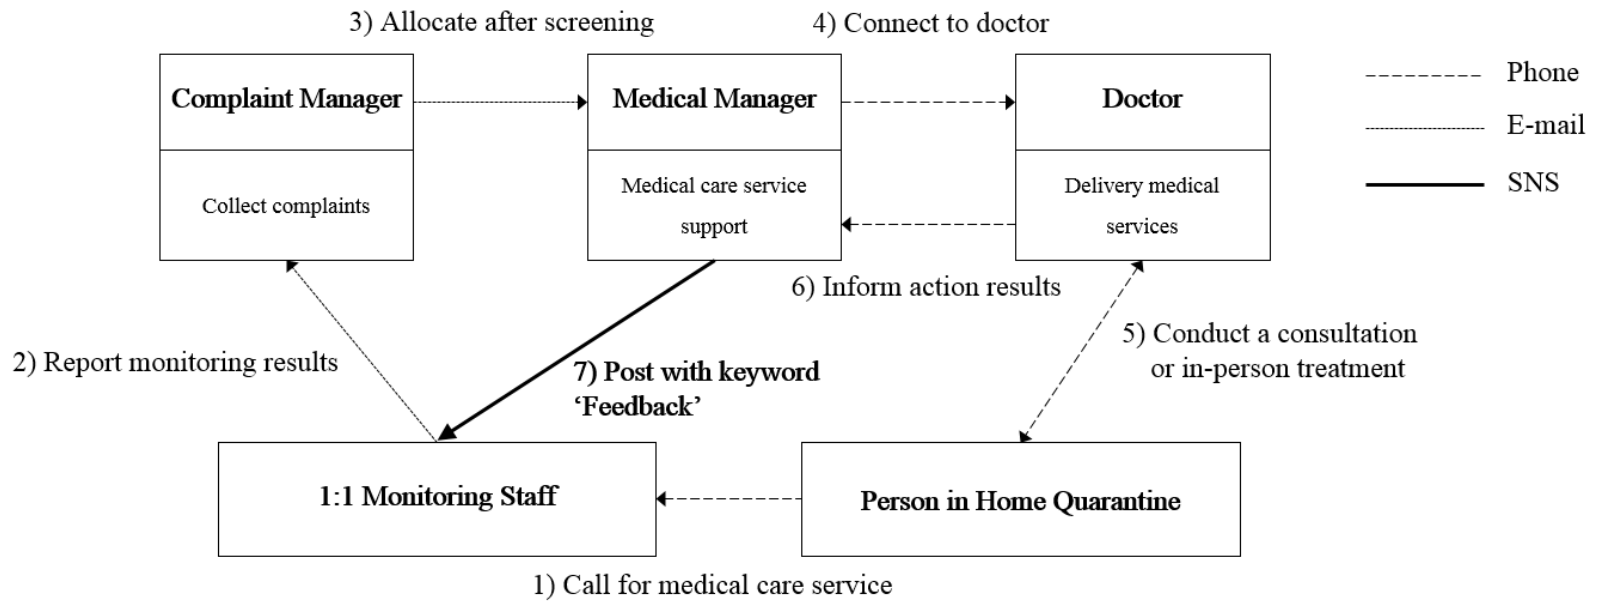 3) Allocate after screening
4) Connect to doctor
Complaint Manager
Medical Manager
Doctor
Phone
E-mail
SNS
Collect complaints
Medical care service
support
Delivery medical
services
6) Inform action results
5) Conduct a consultation
or in-person treatment
2) Report monitoring results
7) Post with keyword
‘Feedback’
1:1 Monitoring Staff
Person in Home Quarantine
1) Call for medical care service